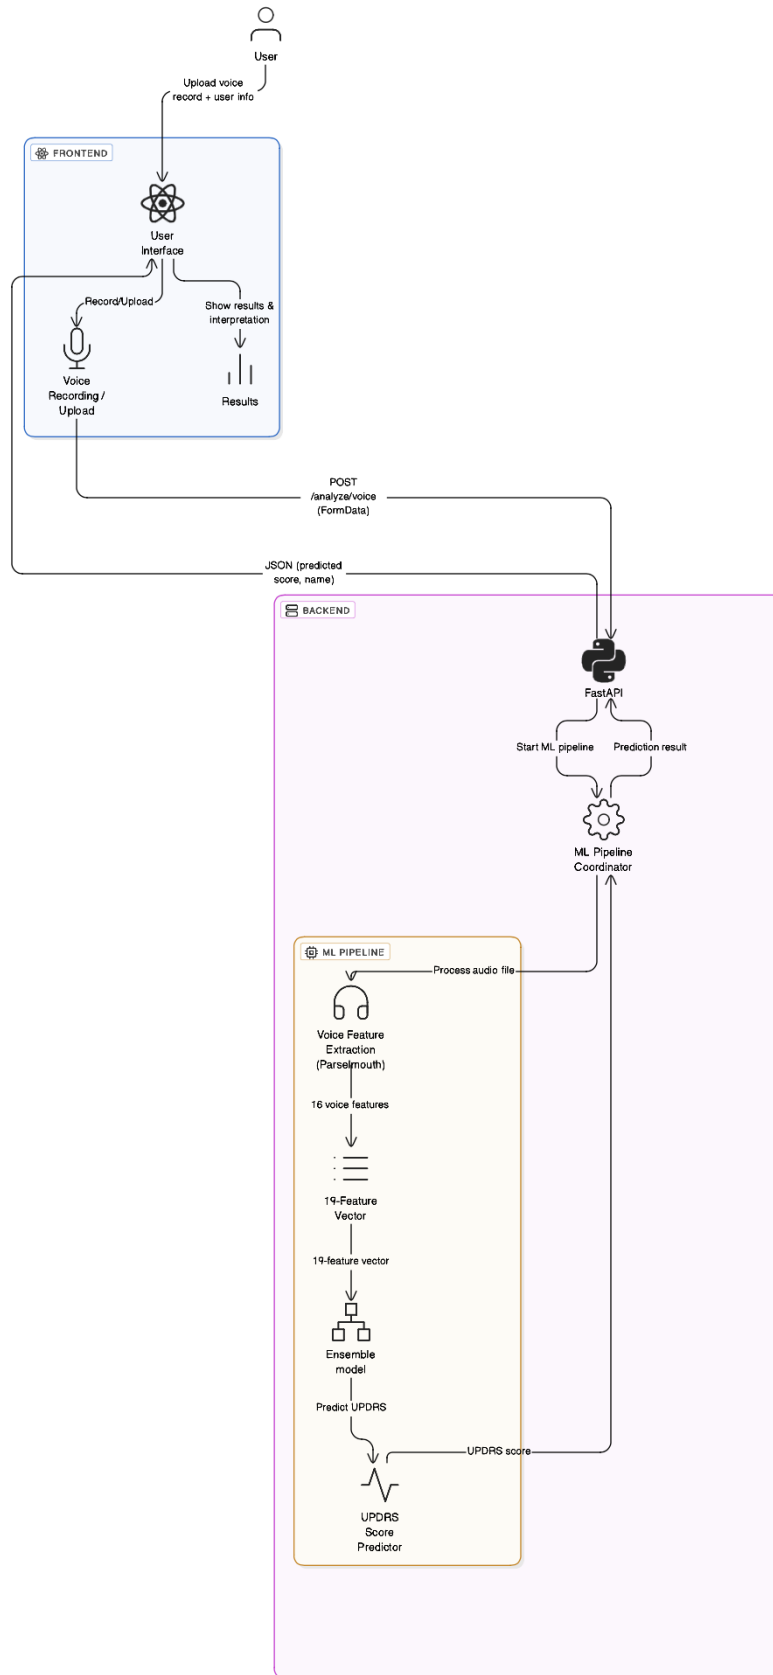 User
Upload voice
record + user info
FRONTEND
User
Interface
Record/Upload
Show results &
interpretation
Voice
Recording /
Upload
Results
POST
/analyze/voice
(FormData)
JSON (predicted
score, name)
BACKEND
FastAPI
Start ML pipeline
Prediction result
ML Pipeline
Coordinator
ML PIPELINE
Process audio file
Voice Feature
Extraction
(Parselmouth)
16 voice features
19-Feature
Vector
19-feature vector
Ensemble
model
Predict UPDRS
UPDRS score
UPDRS
Score
Predictor